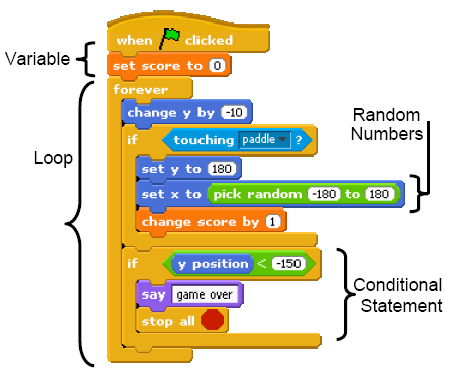 when clicked
Variable
set score to 0
forever
change y by -10
Random
Numbers
if touching paddle ?
Loop
set y to 180
set x to pick random -180 to 180
change score by 1
if y position < -150
Conditional
Statement
say game over
stop all